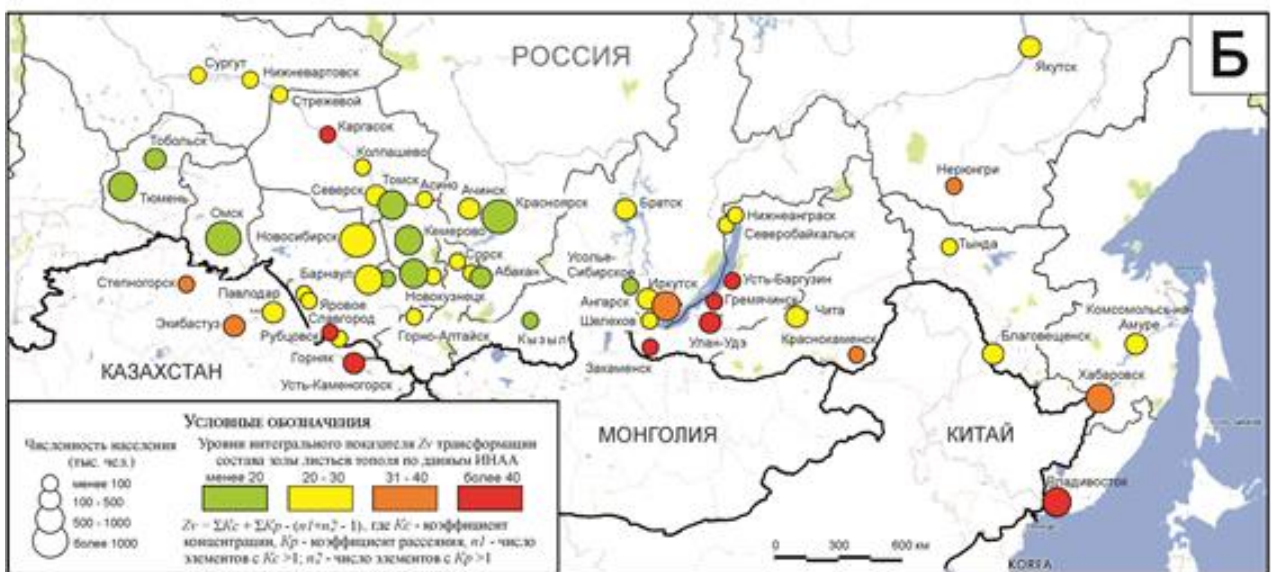 Б
РОССИЯ
Якутск
Сургут
Нижневартовск
Стрежевой
Каргасок
Тобольск
Колпашево
Нерюнгри
Тюмень
Северск
Томск
Асино
Ачинск
Красноярск
Братск
Нижнеангарск
Северобайкальск
Омск
Новосибирск
Кемерово
Тында
Сорск
Усолье-
Сибирское
Барнаул
Абакан
Усть-Баргузин
Степногорск
Новокузнецк
Иркутск
Ангарск
Гремячинск
Павлодар
Яровое
Славгород
Шелехов
Чита
Комсомольск-на-
Амуре
Экибастуз
Рубцовск
Горно-Алтайск
Кызыл
Улан-Удэ
Краснокаменск
Благовещенск
Горняк
Закаменск
Хабаровск
КАЗАХСТАН
Усть-Каменогорск
МОНГОЛИЯ
КИТАЙ
Владивосток
KOREA
0 300 600 км
УСЛОВНЫЕ ОБОЗНАЧЕНИЯ
Численность населения
(тыс. чел.)
менее 100
100 - 500
500 - 1000
более 1000
Уровни интегрального показателя Zv трансформации
состава золы листьев тополя по данным ИНАА
менее 20
20 - 30
31 - 40
более 40
Zv = ΣKc + ΣKp - (n1+n2 - 1), где Kc - коэффициент
концентрации, Kp - коэффициент рассеяния, n1 - число
элементов с Kc >1; n2 - число элементов с Kp >1